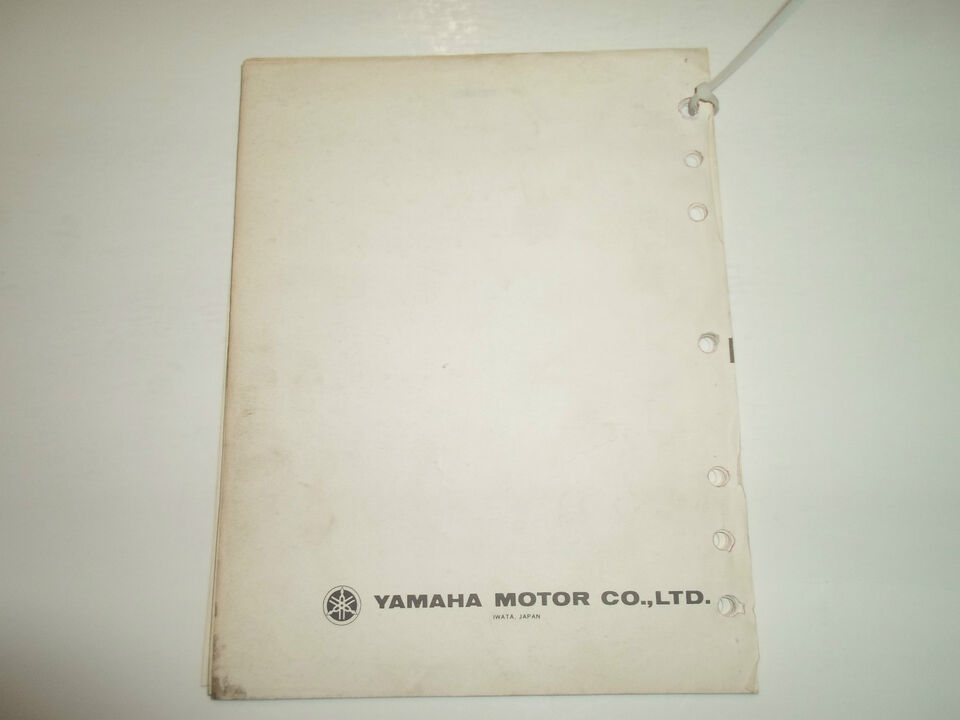 YAMAHA MOTOR CO.,LTD.
IWATA, JAPAN